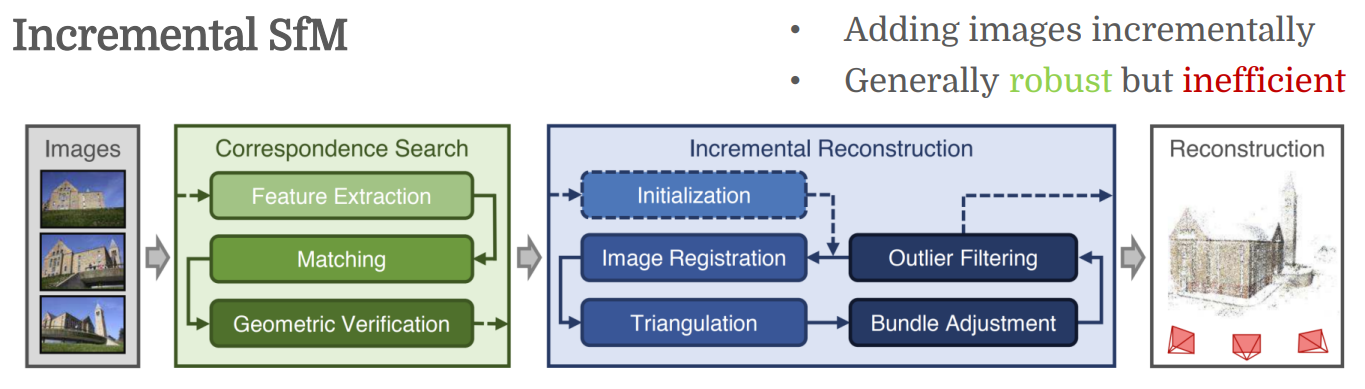 Incremental SfM
• Adding images incrementally
• Generally robust but inefficient
Images
Correspondence Search
Feature Extraction
Matching
Geometric Verification
Incremental Reconstruction
Initialization
Image Registration
Triangulation
Outlier Filtering
Bundle Adjustment
Reconstruction